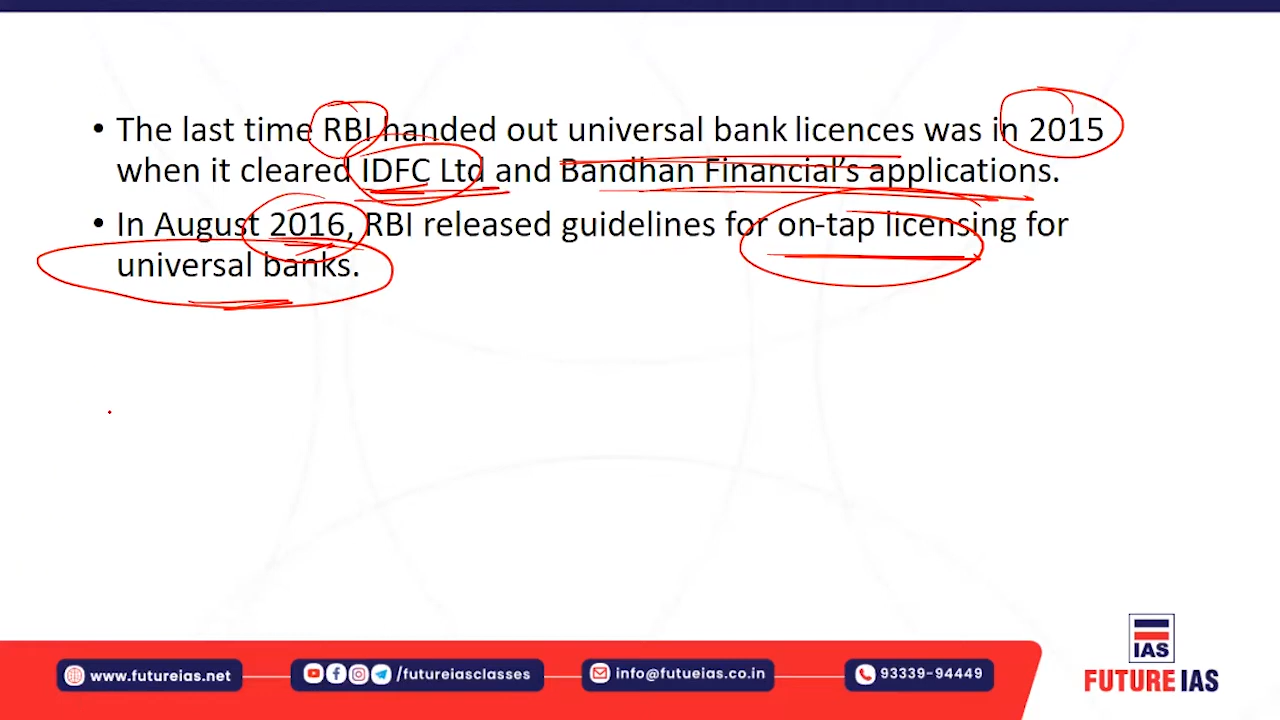 • The last time RBI handed out universal bank licences was in 2015
when it cleared IDFC Ltd and Bandhan Financial's applications.
• In August 2016, RBI released guidelines for on-tap licensing for
universal banks.
IAS
FUTURE IAS
www.futureias.net
/futureiasclasses
info@futueias.co.in
93339-94449